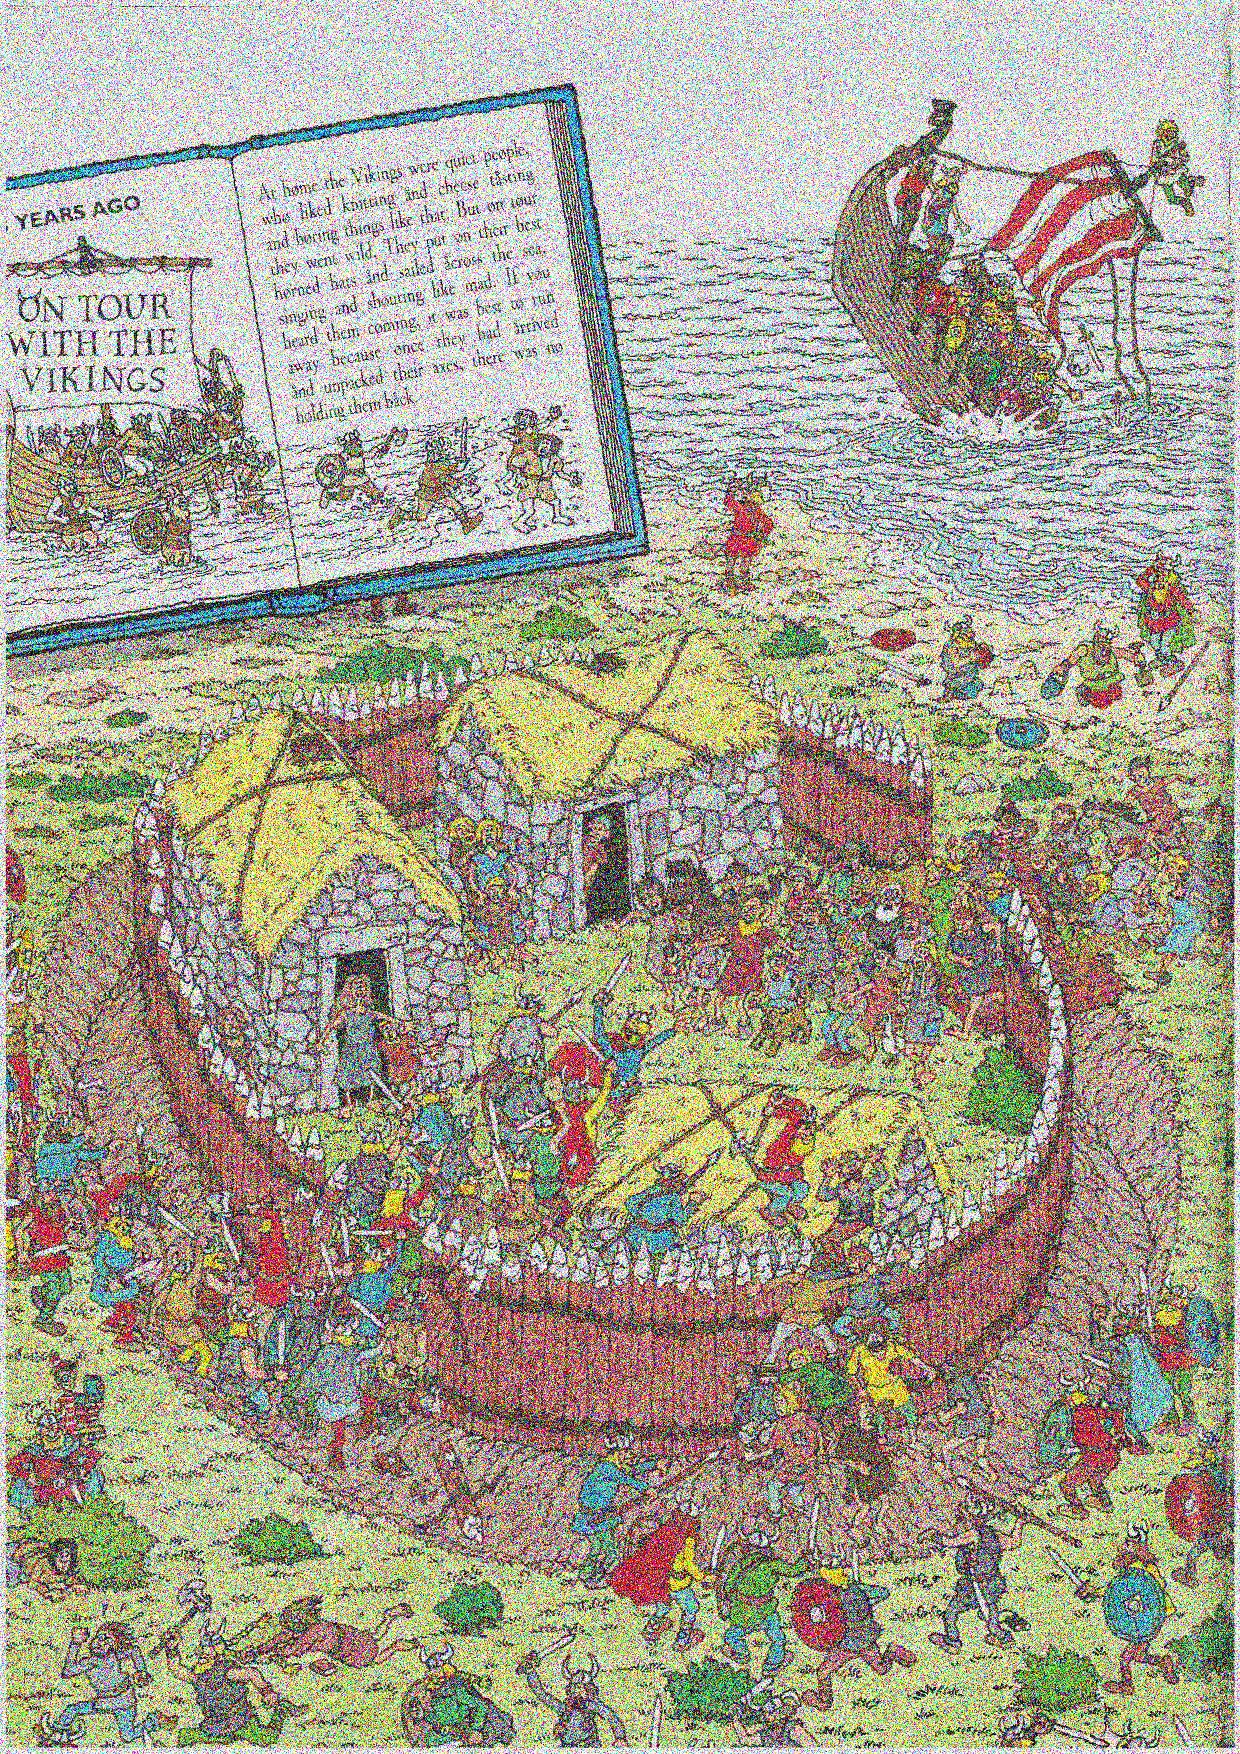 YEARS AGO
ON TOUR
WITH THE
VIKINGS
At home the Vikings were quiet people,
who liked knitting and cheese tasting
and boring things like that. But on tour
they went wild. They put on their best
horned hats and sailed across the sea,
singing and shouting like mad. If you
heard them coming, it was best to run
away because once they had arrived
and unpacked their axes, there was no
holding them back.